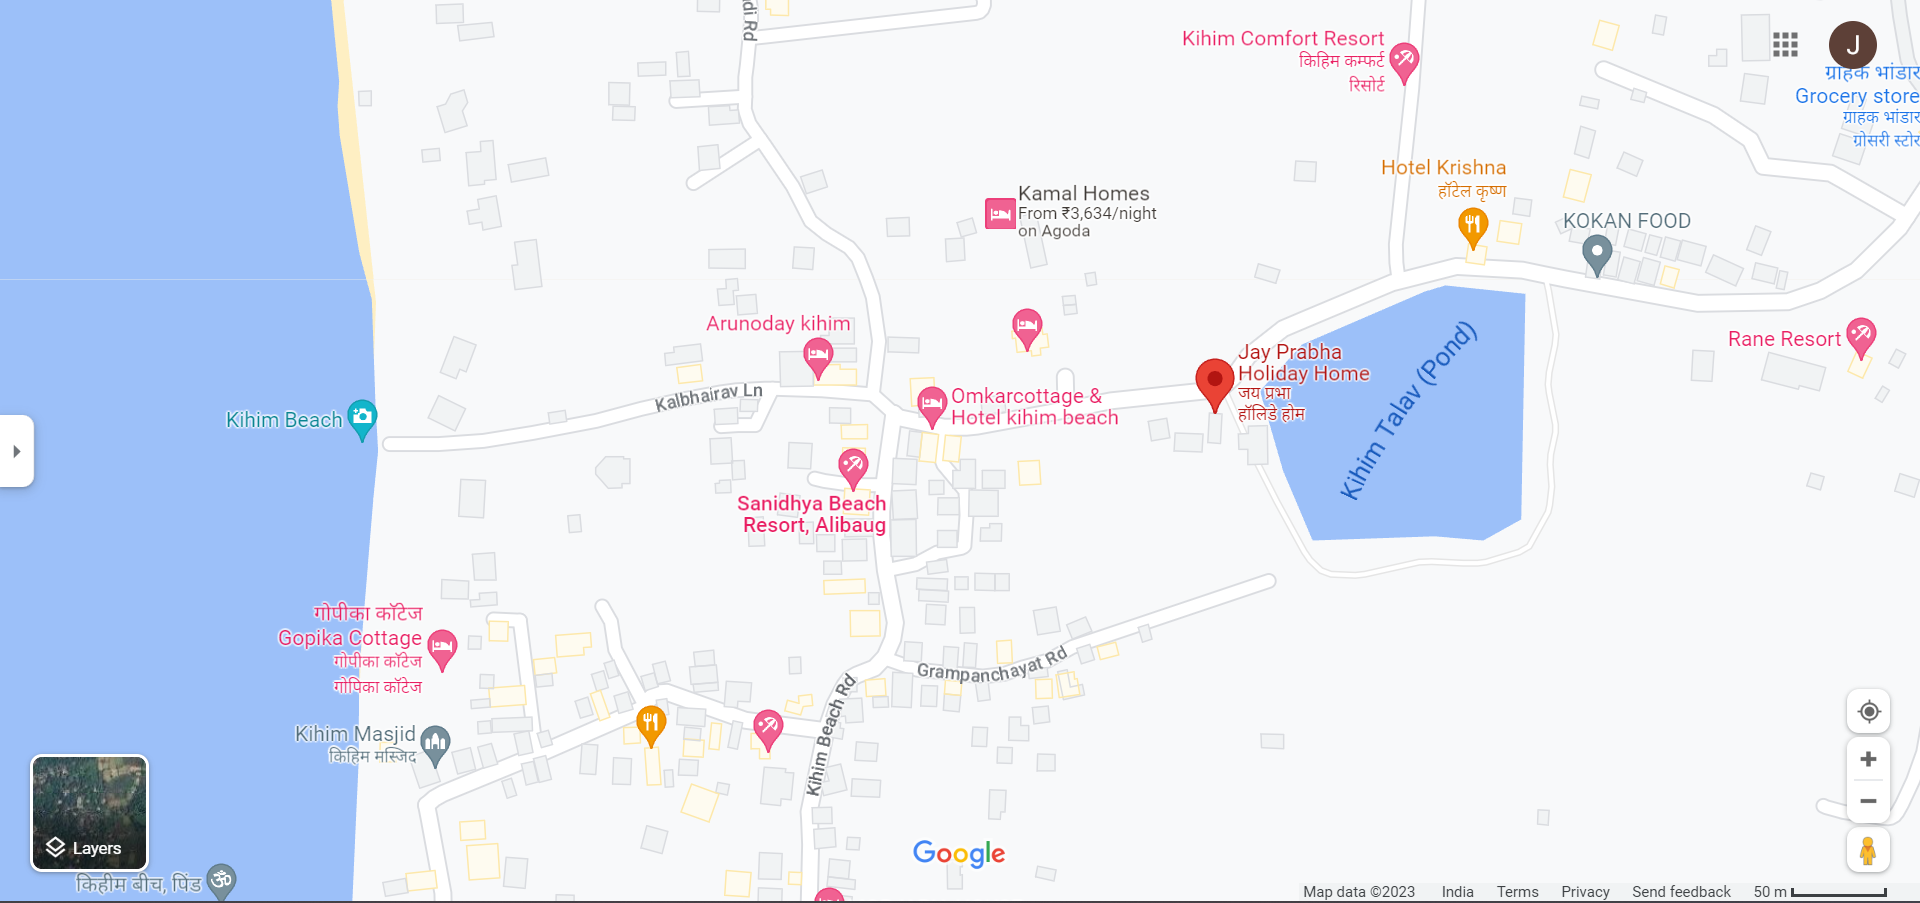 Kihim Comfort Resort
किहिम कम्फर्ट
रिसोर्ट
J
ग्राहक भांडार
Grocery store
ग्राहक भांडार
ग्रोसरी स्टोर
Hotel Krishna
हॉटेल कृष्ण
Kamal Homes
From ₹3,634/night
on Agoda
KOKAN FOOD
Arunoday kihim
Rane Resort
Jay Prabha
Holiday Home
जय प्रभा
हॉलिडे होम
Kihim Talav (Pond)
Kalbhairav Ln
Omkarcottage &
Hotel kihim beach
Kihim Beach
Sanidhya Beach
Resort, Alibaug
गोपीका कॉटेज
Gopika Cottage
गोपीका कॉटेज
गोपिका कॉटेज
Grampanchayat Rd
Kihim Beach Rd
Kihim Masjid
किहिम मस्जिद
Layers
Google
किहीम बीच, पिंड
Map data ©2023 India Terms Privacy Send feedback 50 m